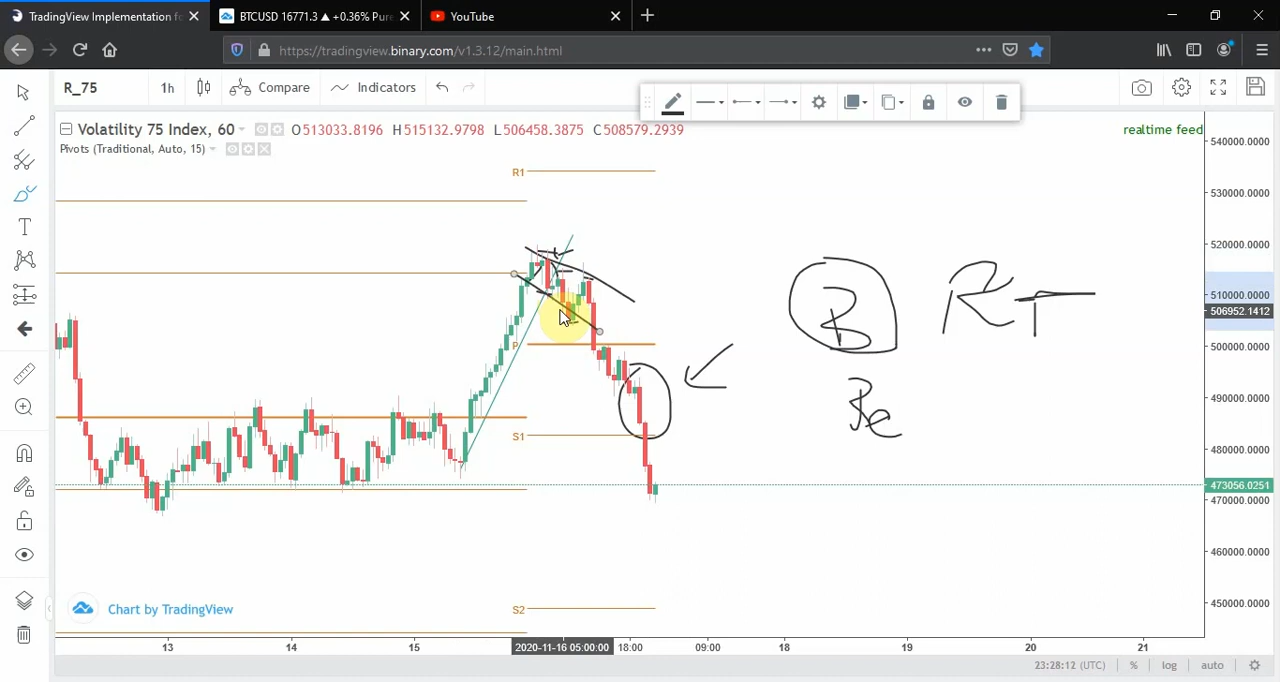 TradingView Implementation fo
BTCUSD 16771.3 ▲ +0.36% Pure
YouTube
https://tradingview.binary.com/v1.3.12/main.html
R_75
1h
Compare
Indicators
Volatility 75 Index, 60
O513033.8196 H515132.9798 L506458.3875 C508579.2939
realtime feed
Pivots (Traditional, Auto, 15)
540000.0000
R1
530000.0000
520000.0000
510000.0000
506952.1412
P
500000.0000
490000.0000
S1
480000.0000
473056.0251
470000.0000
460000.0000
S2
450000.0000
B
RT
Be
Chart by TradingView
13
14
15
2020-11-16 05:00:00
18:00
09:00
18
19
20
21
23:28:12 (UTC)
%
log
auto